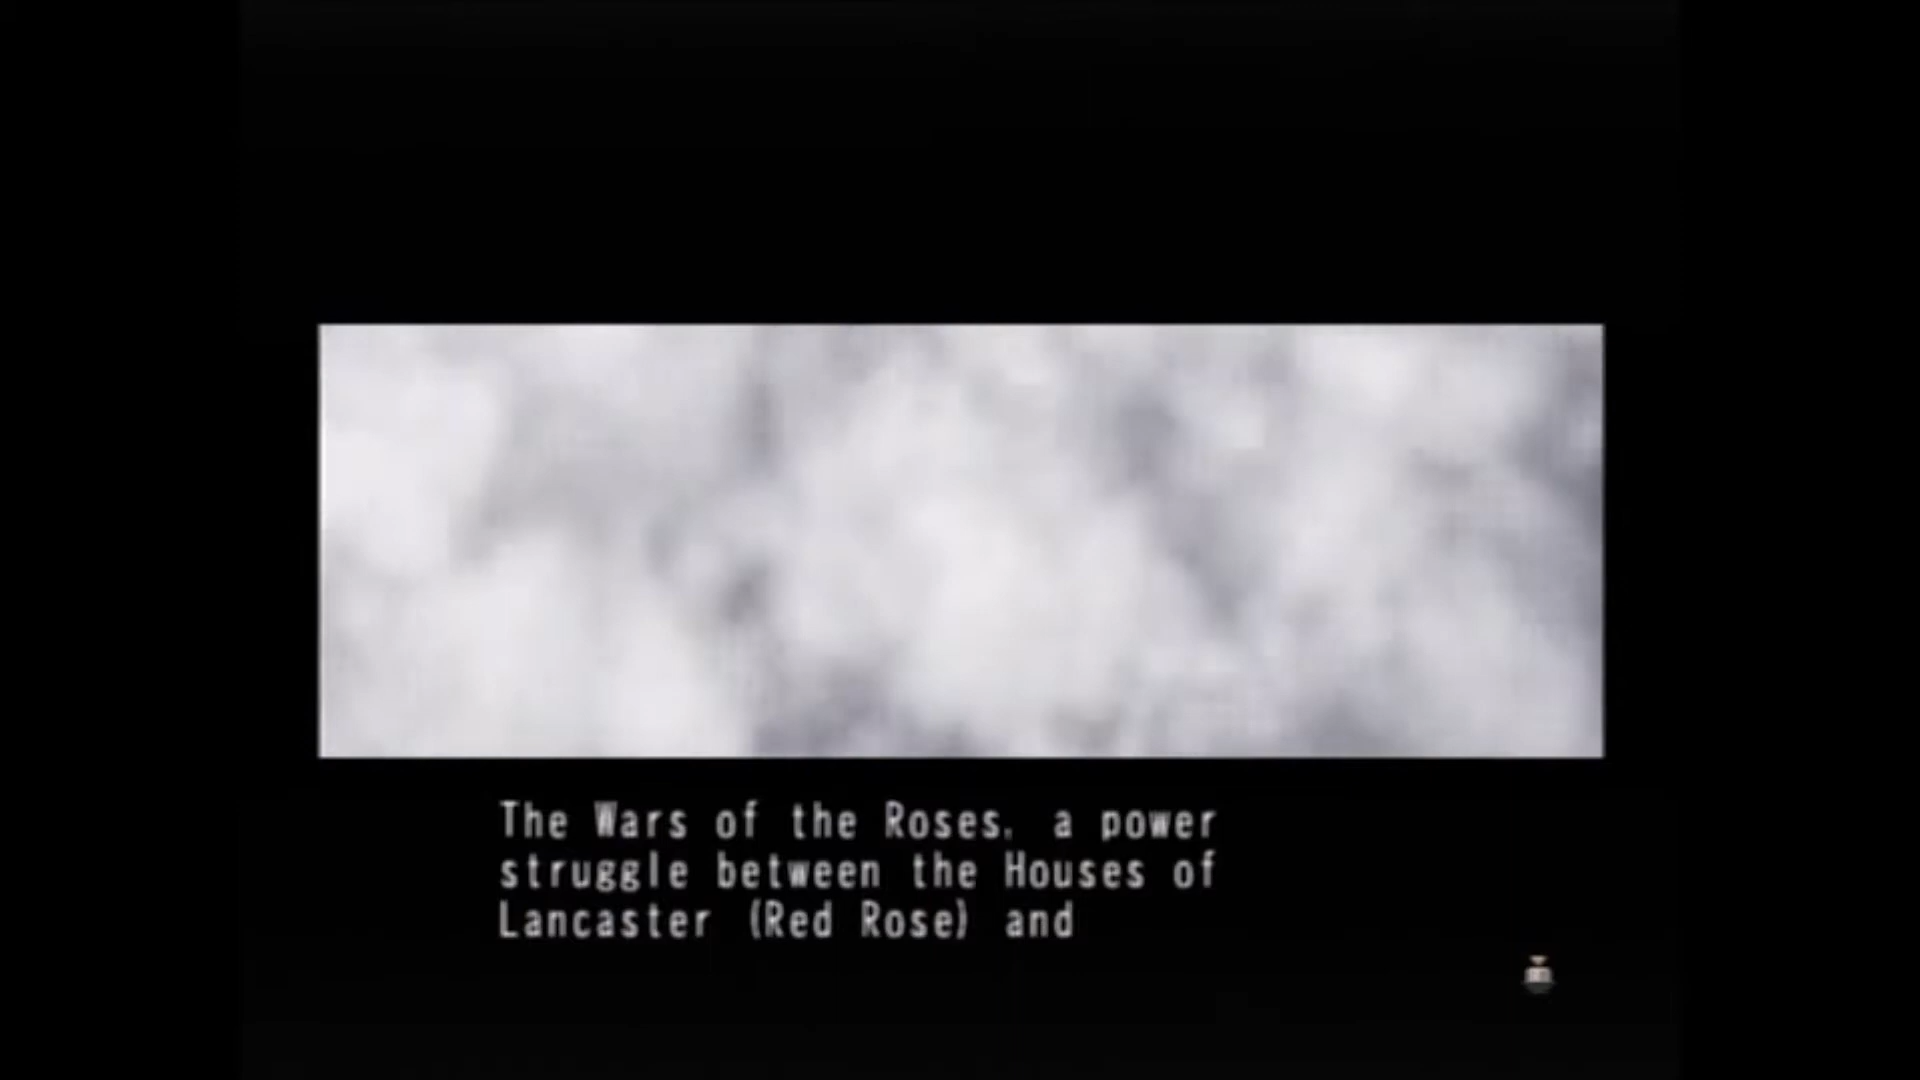 The Wars of the Roses, a power
struggle between the Houses of
Lancaster (Red Rose) and